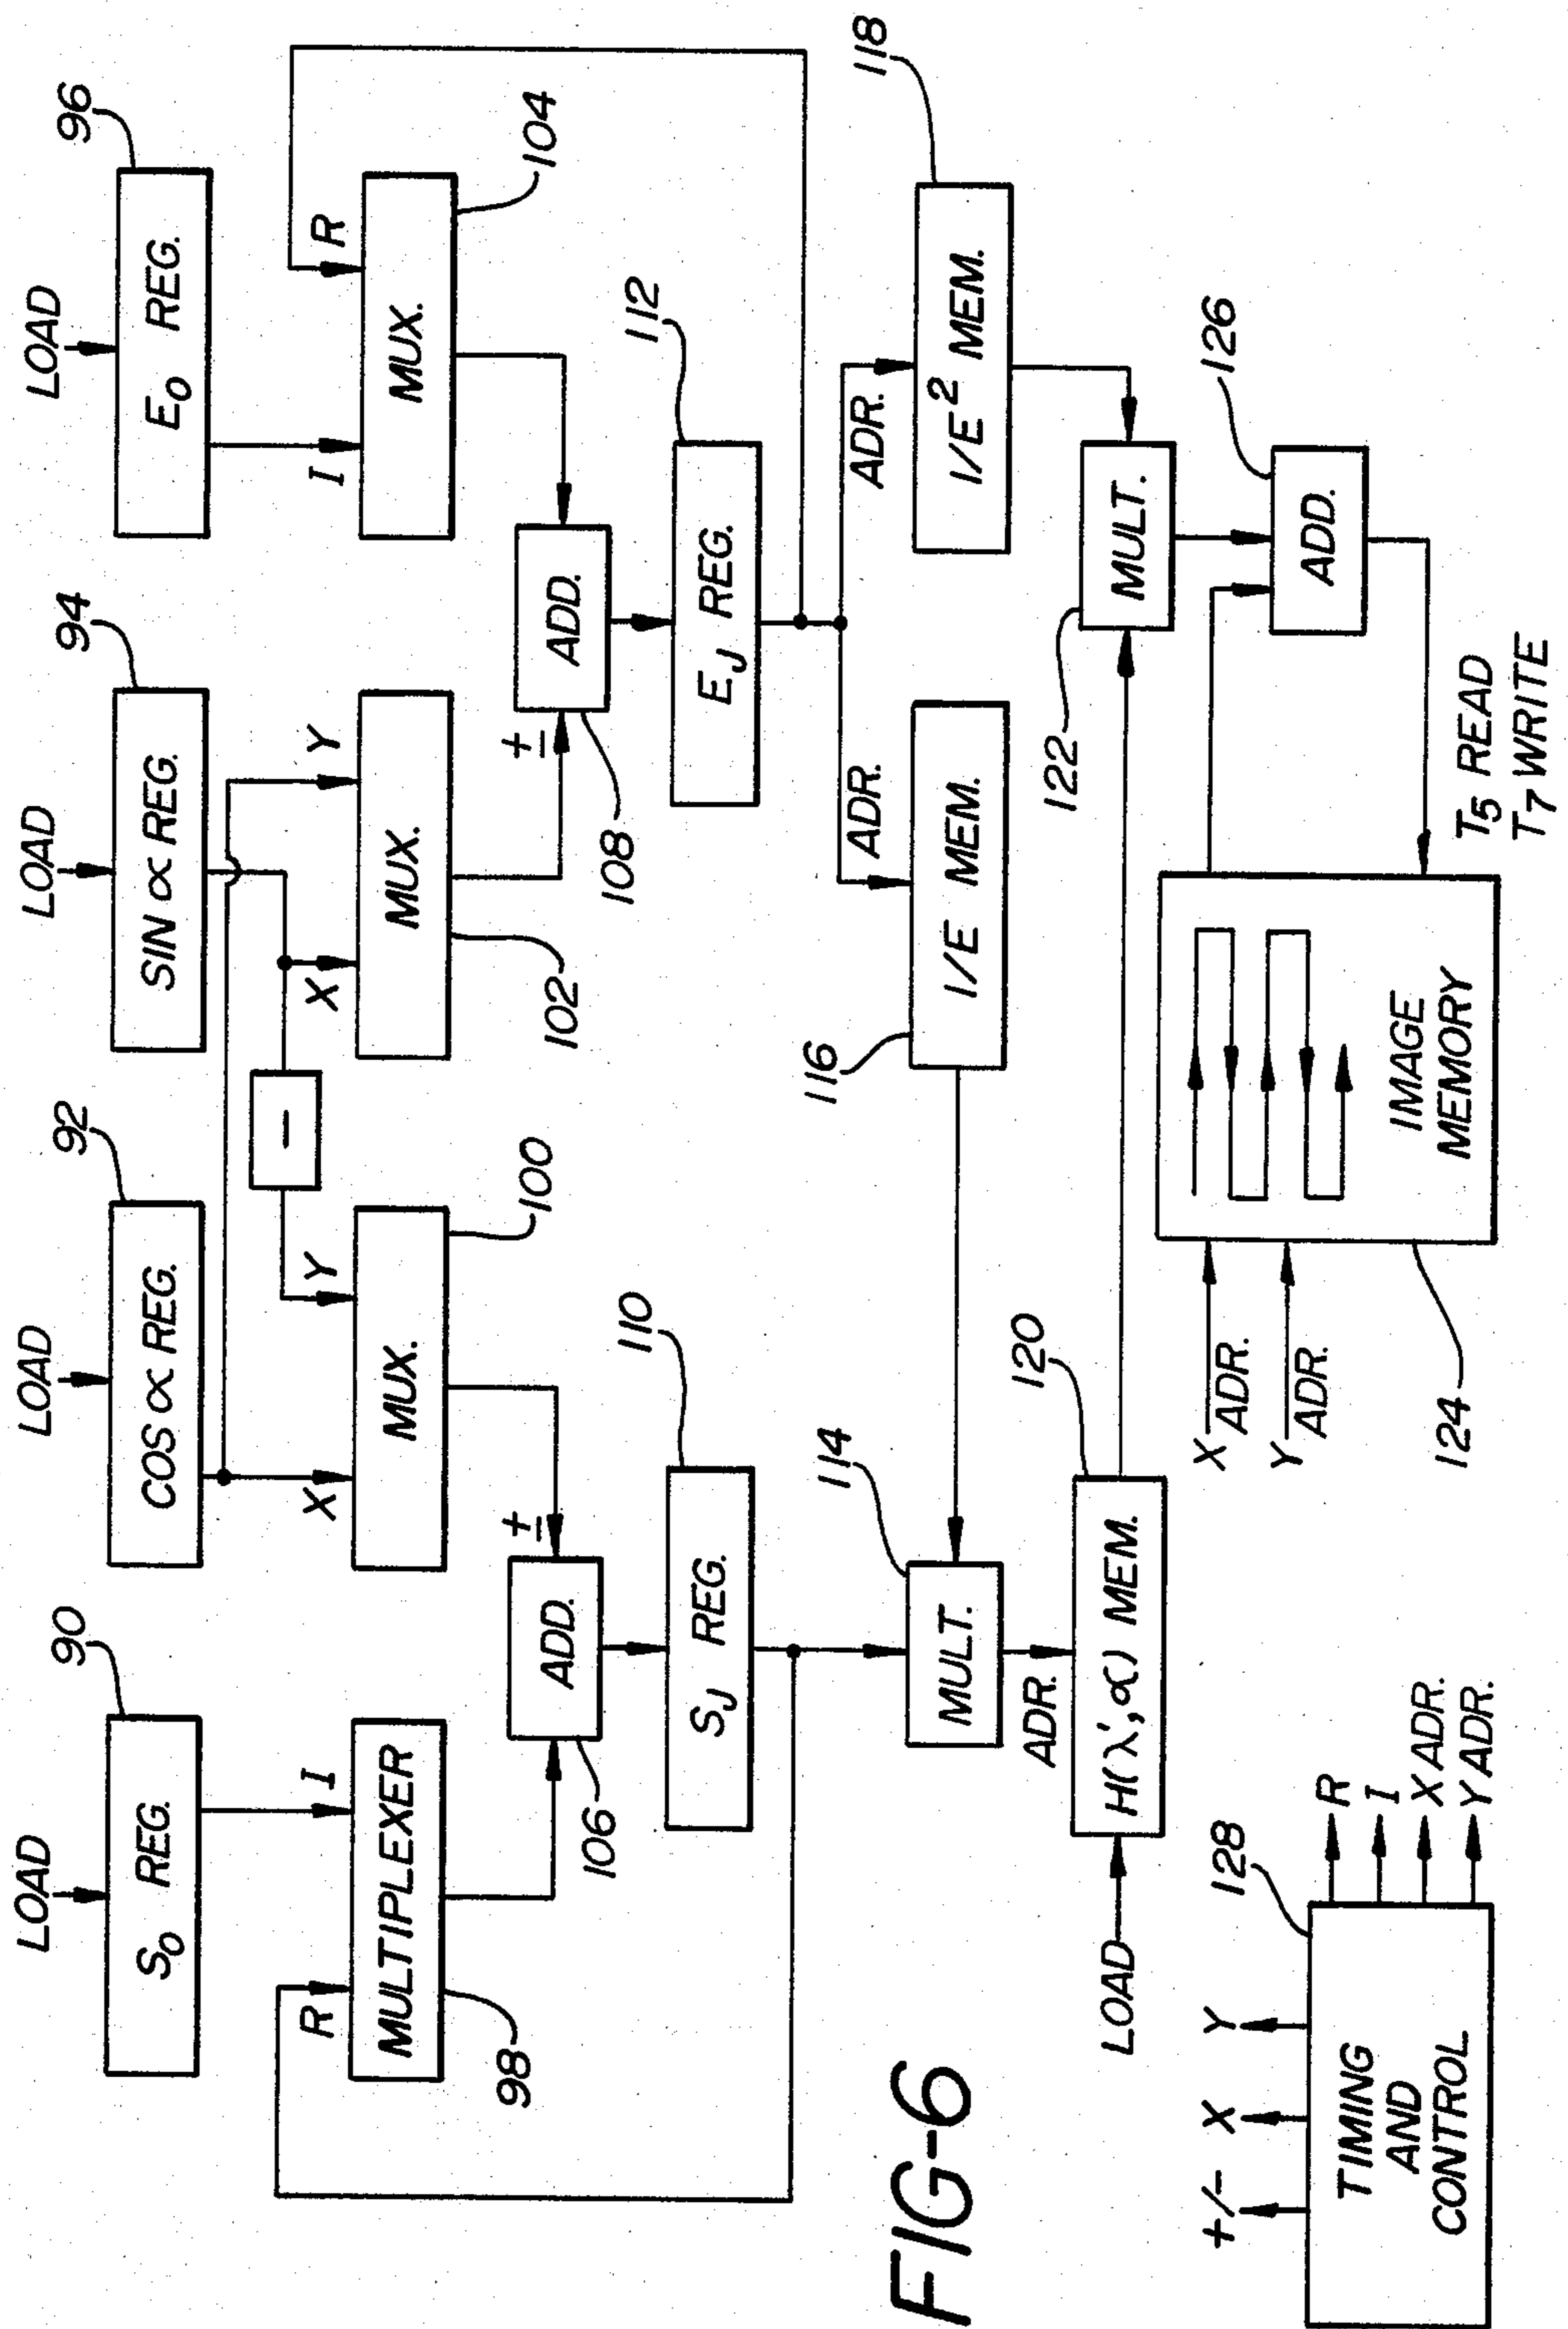 LOAD LOAD LOAD LOAD
90 92 94 96
S0 REG. COS ∝ REG. SIN ∝ REG. E0 REG.
—
R I X Y X Y I R
MULTIPLEXER MUX. MUX. MUX.
98 100 102 104
± ±
ADD. ADD.
106 108
110 112
SJ REG. EJ REG.
ADR. ADR.
114 116 118
MULT. 1/E MEM. 1/E² MEM.
ADR.
120 122
LOAD H(λ',∝) MEM. MULT.
126
ADD.
X ADR.
Y ADR.
IMAGE
MEMORY
124
T5 READ
T7 WRITE
FIG-6
+/- X Y
128
TIMING
AND
CONTROL
R
I
X ADR.
Y ADR.